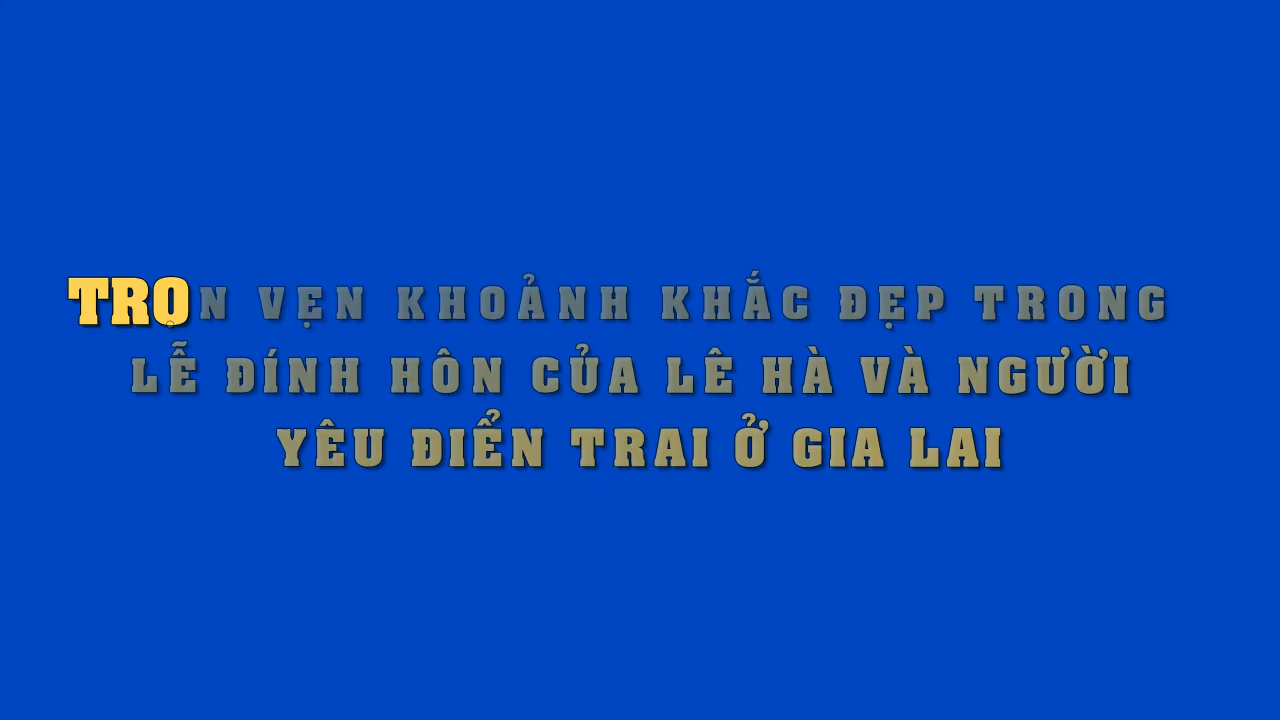 TRỌN VẸN KHOẢNH KHẮC ĐẸP TRONG
LỄ ĐÍNH HÔN CỦA LÊ HÀ VÀ NGƯỜI
YÊU ĐIỂN TRAI Ở GIA LAI